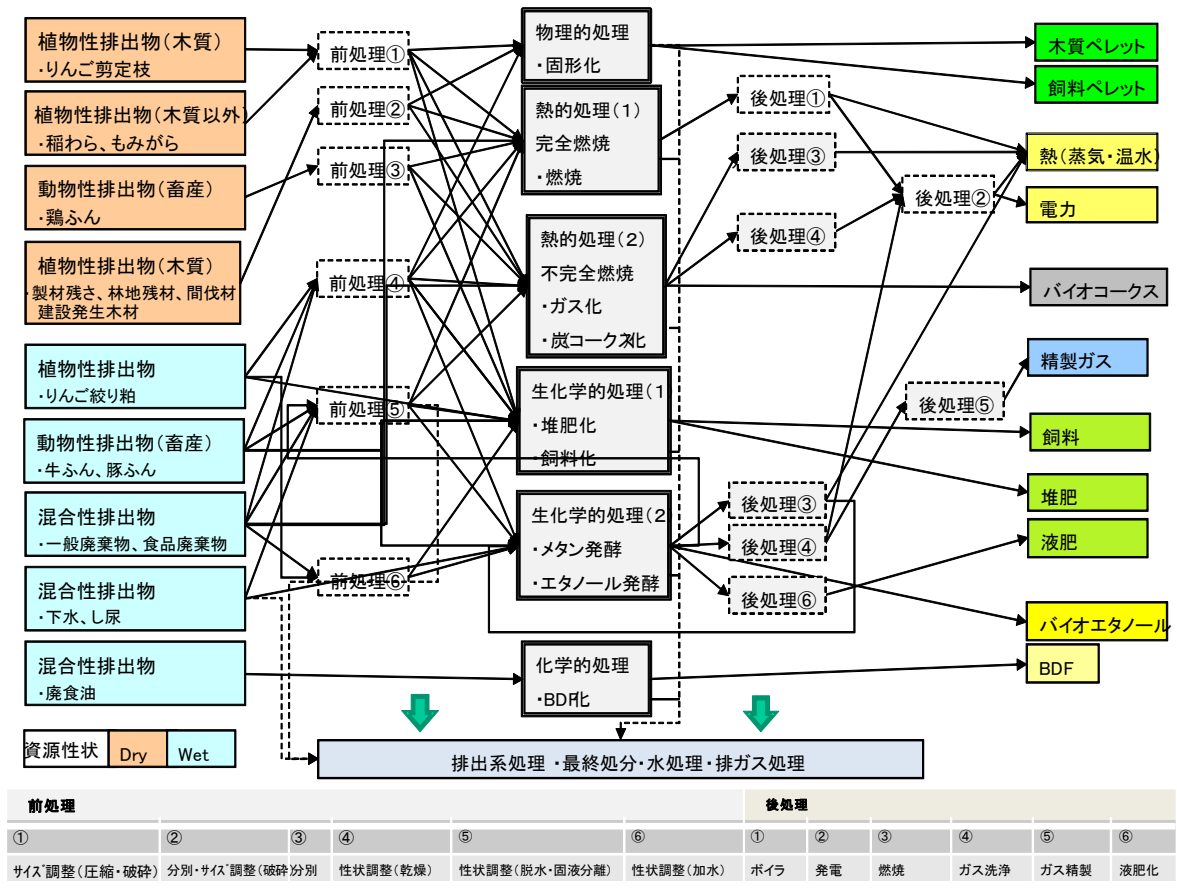 植物性排出物(木質)
・りんご剪定枝
植物性排出物(木質以外)
・稲わら、もみがら
動物性排出物(畜産)
・鶏ふん
植物性排出物(木質)
・製材残さ、林地残材、間伐材
建設発生木材
植物性排出物
・りんご絞り粕
動物性排出物(畜産)
・牛ふん、豚ふん
混合性排出物
・一般廃棄物、食品廃棄物
混合性排出物
・下水、し尿
混合性排出物
・廃食油
資源性状 Dry Wet
前処理①
前処理②
前処理③
前処理④
前処理⑤
前処理⑥
物理的処理
・固形化
熱的処理(1)
完全燃焼
・燃焼
熱的処理(2)
不完全燃焼
・ガス化
・炭コークス化
生化学的処理(1
・堆肥化
・飼料化
生化学的処理(2
・メタン発酵
・エタノール発酵
化学的処理
・BDF化
後処理①
後処理③
後処理②
後処理④
後処理⑤
後処理③
後処理④
後処理⑥
木質ペレット
飼料ペレット
熱(蒸気・温水)
電力
バイオコークス
精製ガス
飼料
堆肥
液肥
バイオエタノール
BDF
排出系処理・最終処分・水処理・排ガス処理
前処理 後処理
① ② ③ ④ ⑤ ⑥ ① ② ③ ④ ⑤ ⑥
サイズ調整(圧縮・破砕) 分別・サイズ調整(破砕) 分別 性状調整(乾燥) 性状調整(脱水・固液分離) 性状調整(加水) ボイラ 発電 燃焼 ガス洗浄 ガス精製 液肥化